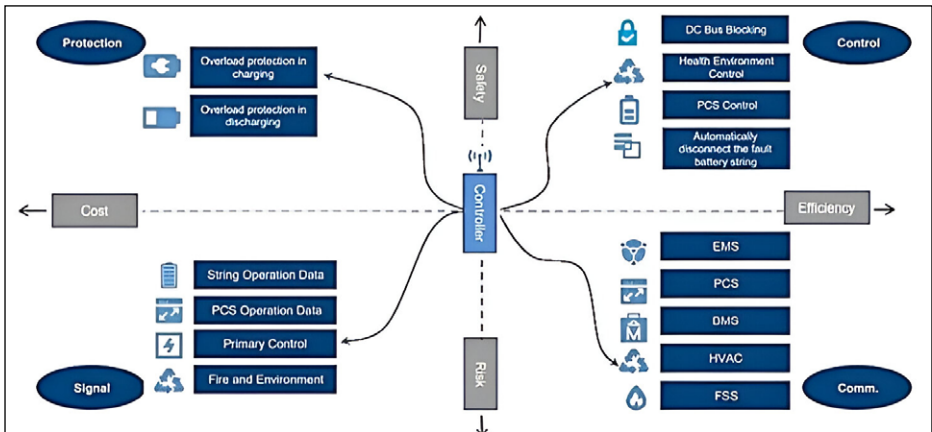 Protection
Overload protection in
charging
Overload protection in
discharging
Safety
DC Bus Blocking
Health Environment
Control
PCS Control
Automatically
disconnect the fault
battery string
Control
Cost
Controller
Efficiency
String Operation Data
PCS Operation Data
Primary Control
Fire and Environment
Signal
Risk
EMS
PCS
DMS
HVAC
FSS
Comm.
M